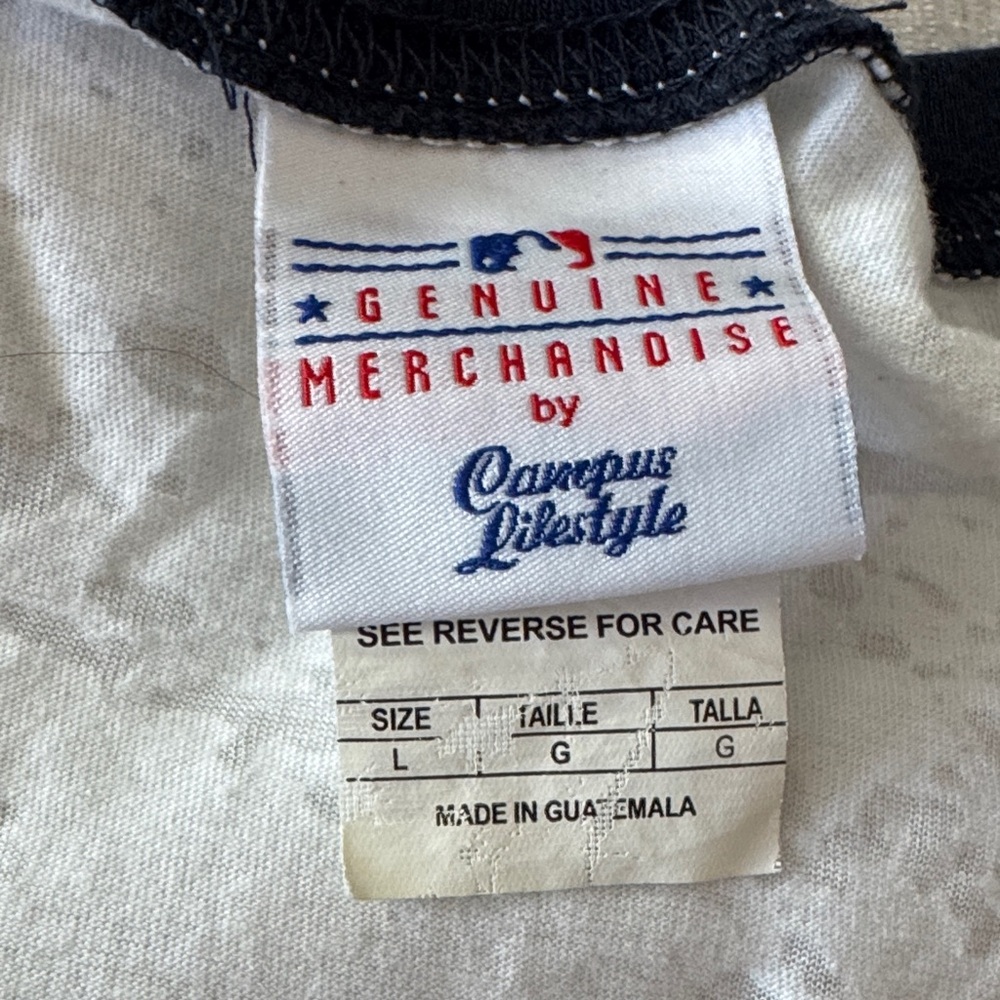 GENUINE
MERCHANDISE
by
Campus
Lifestyle
SEE REVERSE FOR CARE
SIZE TAILLE TALLA
L G G
MADE IN GUATEMALA